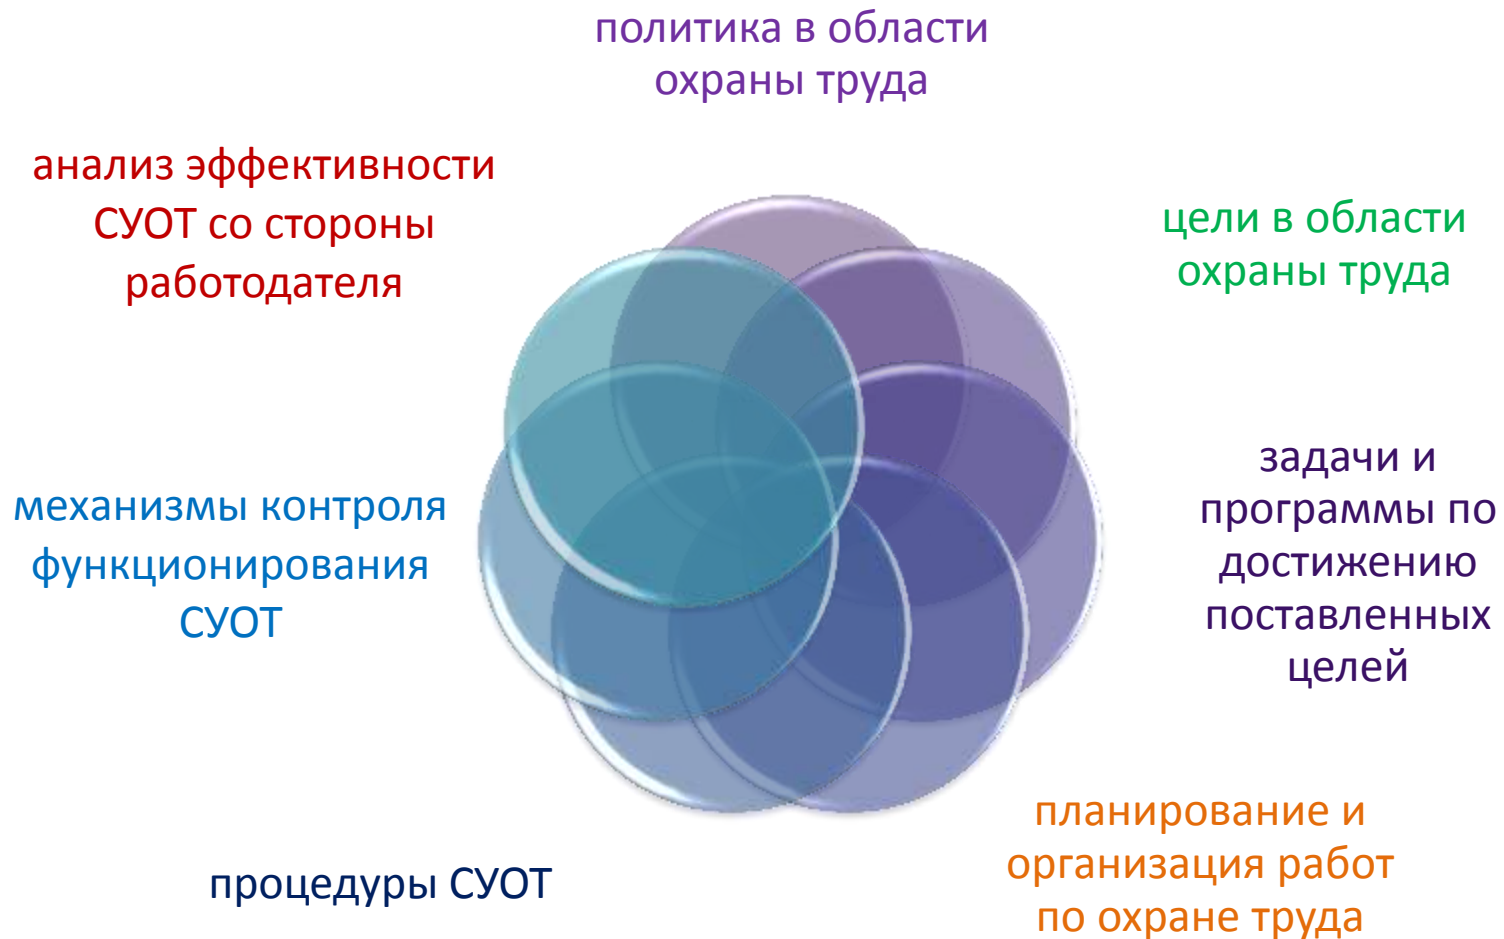 политика в области
охраны труда
анализ эффективности
СУОТ со стороны
работодателя
цели в области
охраны труда
задачи и
программы по
достижению
поставленных
целей
механизмы контроля
функционирования
СУОТ
планирование и
организация работ
по охране труда
процедуры СУОТ